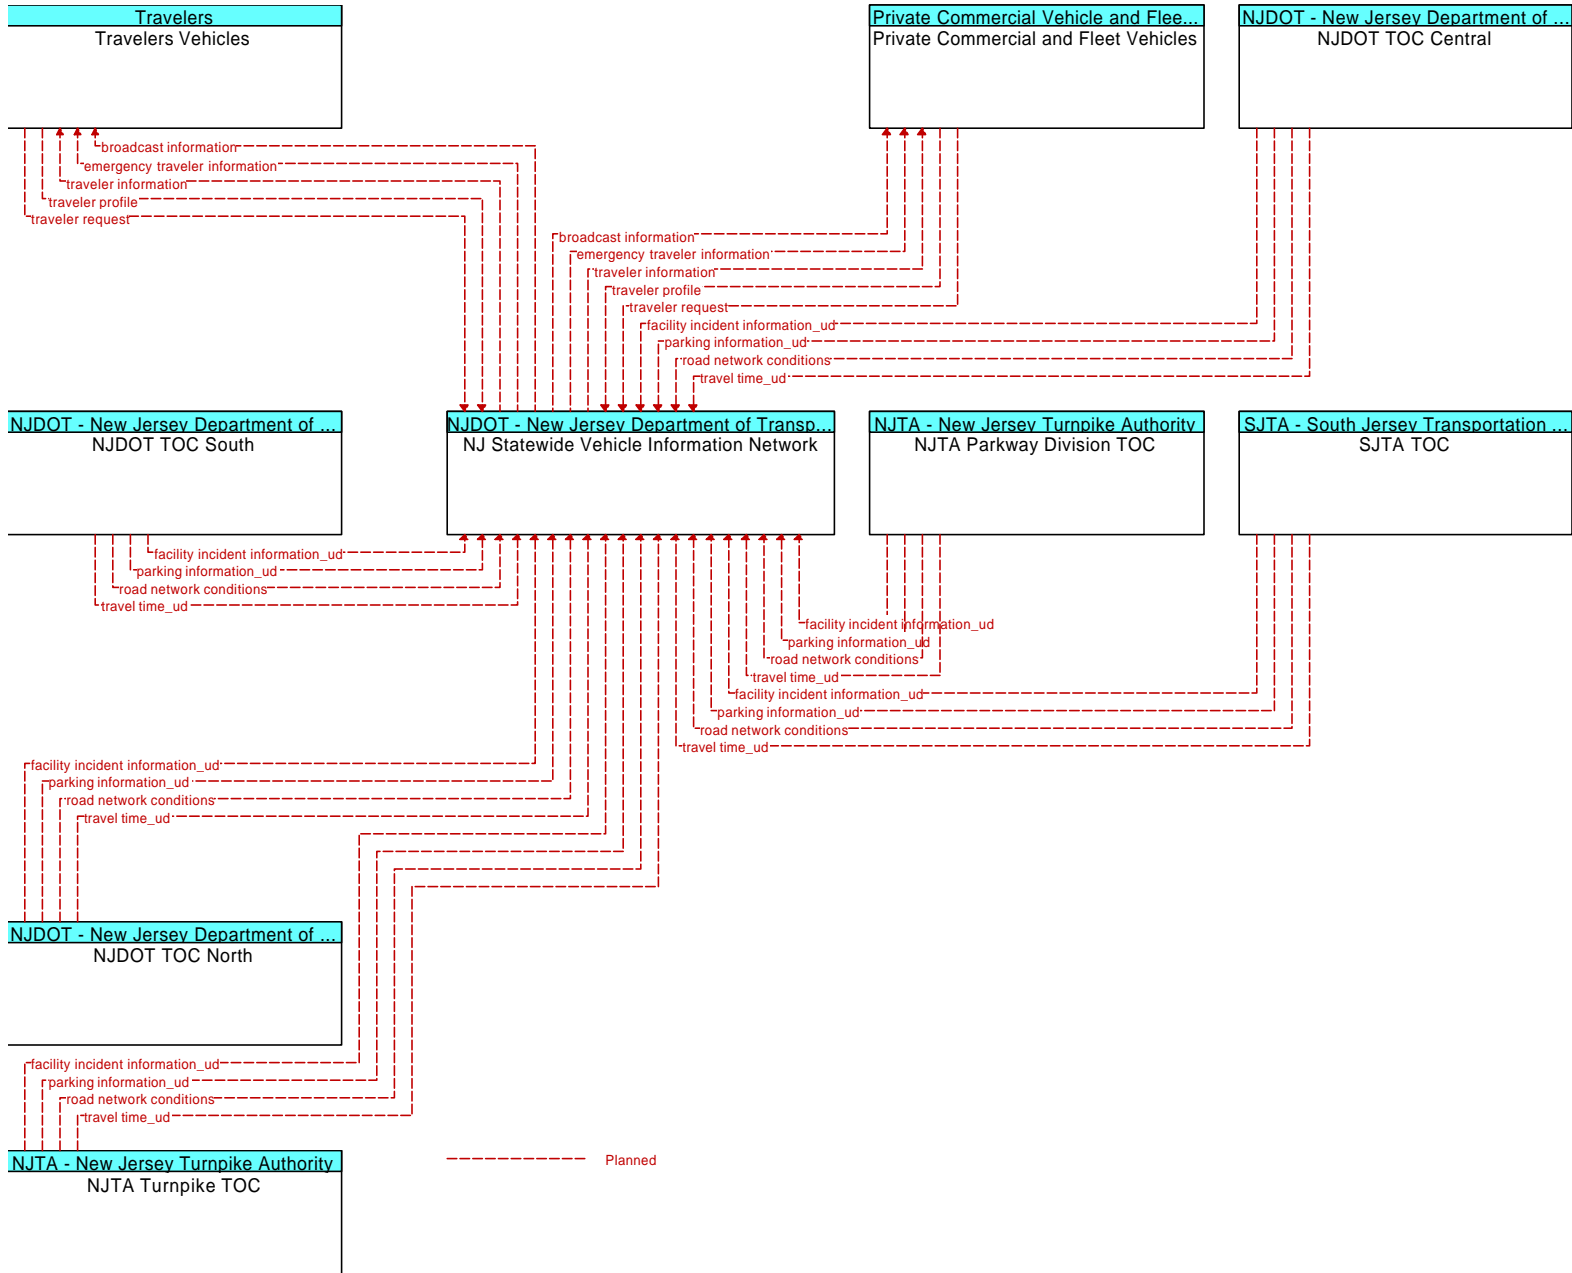 Travelers
Travelers Vehicles
Private Commercial Vehicle and Flee...
Private Commercial and Fleet Vehicles
NJDOT - New Jersey Department of ...
NJDOT TOC Central
broadcast information
emergency traveler information
traveler information
traveler profile
traveler request
broadcast information
emergency traveler information
traveler information
traveler profile
traveler request
facility incident information_ud
parking information_ud
road network conditions
travel time_ud
NJDOT - New Jersey Department of ...
NJDOT TOC South
NJDOT - New Jersey Department of Transp...
NJ Statewide Vehicle Information Network
NJTA - New Jersey Turnpike Authority
NJTA Parkway Division TOC
SJTA - South Jersey Transportation ...
SJTA TOC
facility incident information_ud
parking information_ud
road network conditions
travel time_ud
facility incident information_ud
parking information_ud
road network conditions
travel time_ud
facility incident information_ud
parking information_ud
road network conditions
travel time_ud
facility incident information_ud
parking information_ud
road network conditions
travel time_ud
NJDOT - New Jersey Department of ...
NJDOT TOC North
facility incident information_ud
parking information_ud
road network conditions
travel time_ud
NJTA - New Jersey Turnpike Authority
NJTA Turnpike TOC
Planned